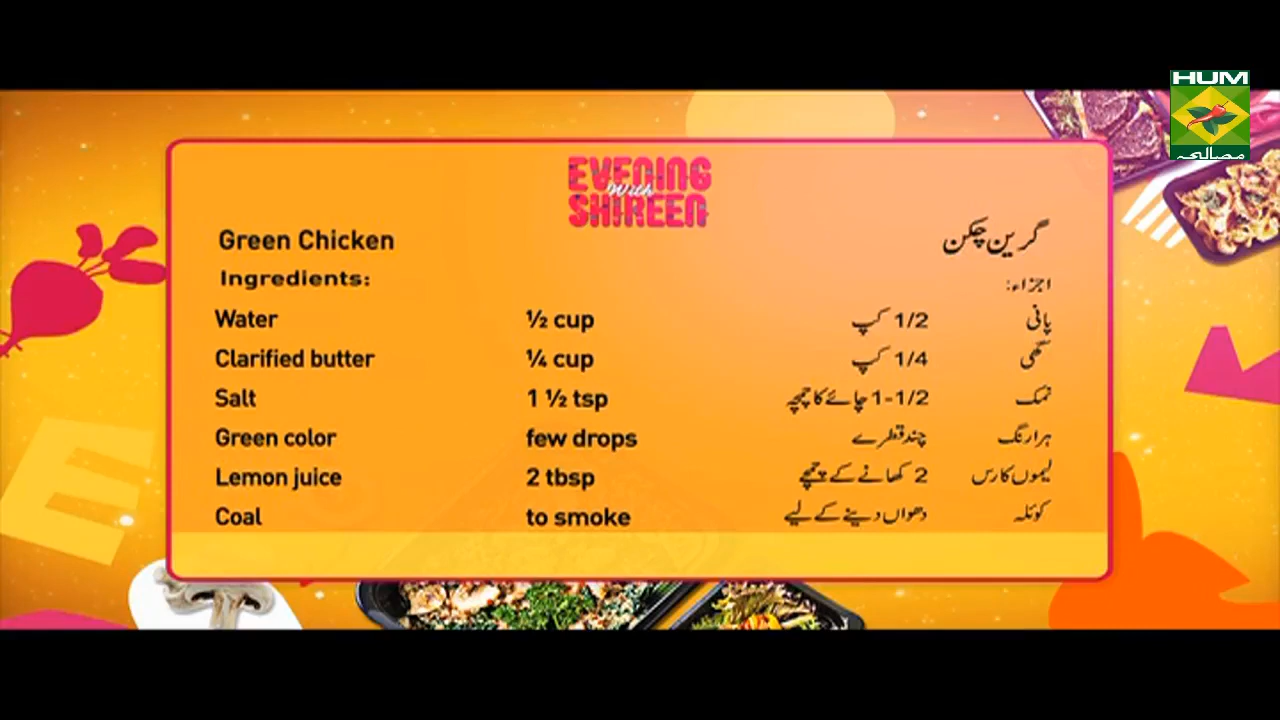 HUM
مصالحہ
EVENING
With
SHIREEN
Green Chicken گرین چکن
Ingredients: اجزاء:
Water ½ cup 1/2 کپ پانی
Clarified butter ¼ cup 1/4 کپ گھی
Salt 1 ½ tsp 1-1/2 چائے کا چمچہ نمک
Green color few drops چند قطرے ہرا رنگ
Lemon juice 2 tbsp 2 کھانے کے چمچے لیموں کا رس
Coal to smoke دھواں دینے کے لیے کوئلہ